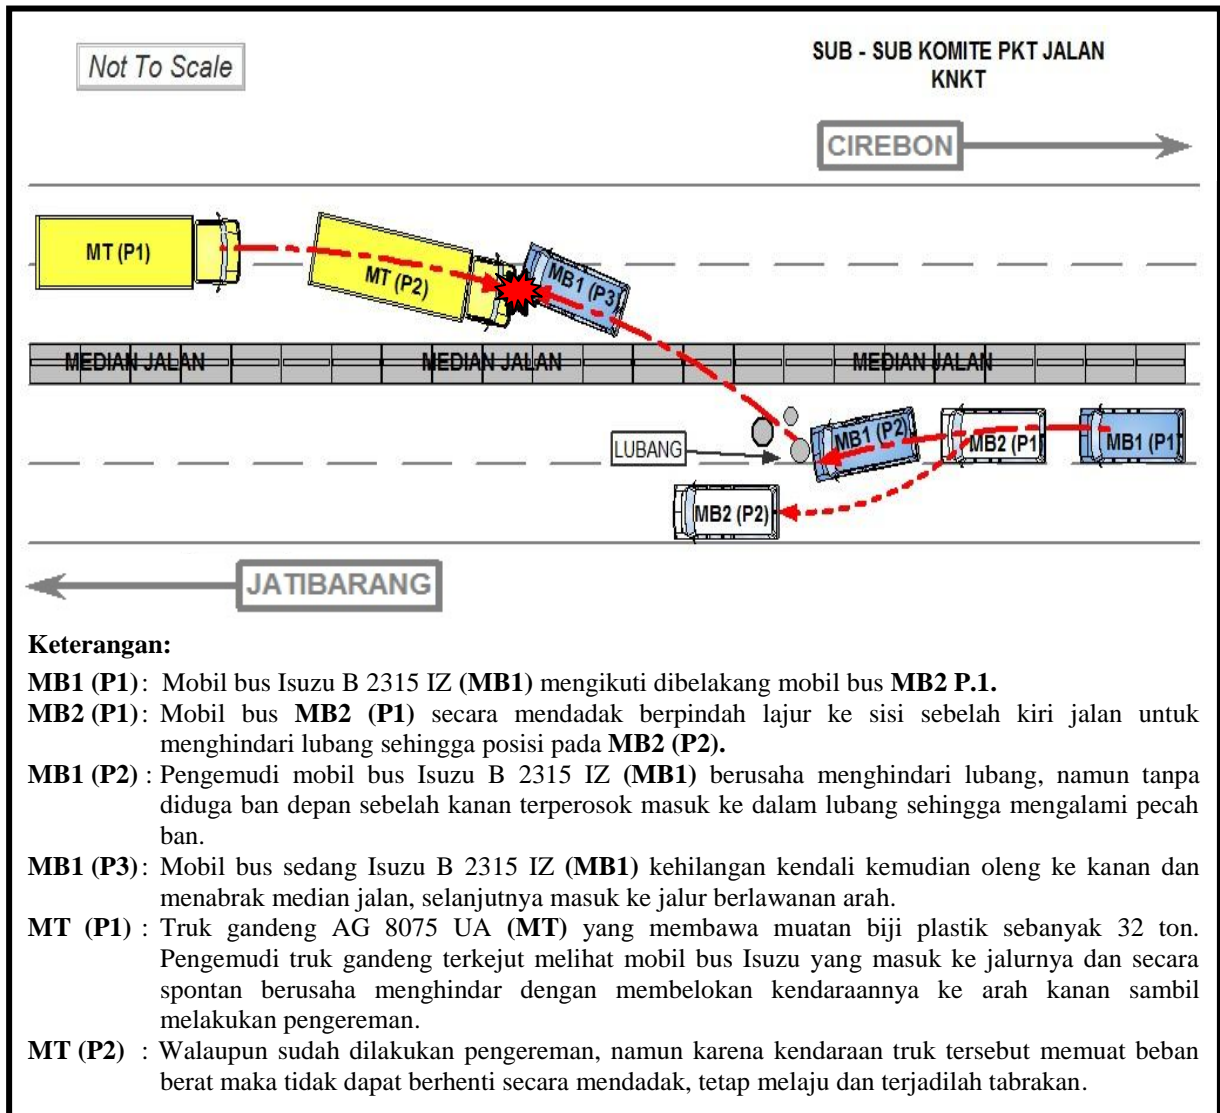 Not To Scale
SUB - SUB KOMITE PKT JALAN
KNKT
CIREBON
MT (P1)
MT (P2)
MB1 (P3)
MEDIAN JALAN
MEDIAN JALAN
MEDIAN JALAN
LUBANG
MB1 (P2)
MB2 (P1)
MB1 (P1)
MB2 (P2)
JATIBARANG
Keterangan:
MB1 (P1) : Mobil bus Isuzu B 2315 IZ (MB1) mengikuti dibelakang mobil bus MB2 P.1.
MB2 (P1) : Mobil bus MB2 (P1) secara mendadak berpindah lajur ke sisi sebelah kiri jalan untuk
menghindari lubang sehingga posisi pada MB2 (P2).
MB1 (P2) : Pengemudi mobil bus Isuzu B 2315 IZ (MB1) berusaha menghindari lubang, namun tanpa
diduga ban depan sebelah kanan terperosok masuk ke dalam lubang sehingga mengalami pecah
ban.
MB1 (P3) : Mobil bus sedang Isuzu B 2315 IZ (MB1) kehilangan kendali kemudian oleng ke kanan dan
menabrak median jalan, selanjutnya masuk ke jalur berlawanan arah.
MT (P1) : Truk gandeng AG 8075 UA (MT) yang membawa muatan biji plastik sebanyak 32 ton.
Pengemudi truk gandeng terkejut melihat mobil bus Isuzu yang masuk ke jalurnya dan secara
spontan berusaha menghindar dengan membelokan kendaraannya ke arah kanan sambil
melakukan pengereman.
MT (P2) : Walaupun sudah dilakukan pengereman, namun karena kendaraan truk tersebut memuat beban
berat maka tidak dapat berhenti secara mendadak, tetap melaju dan terjadilah tabrakan.